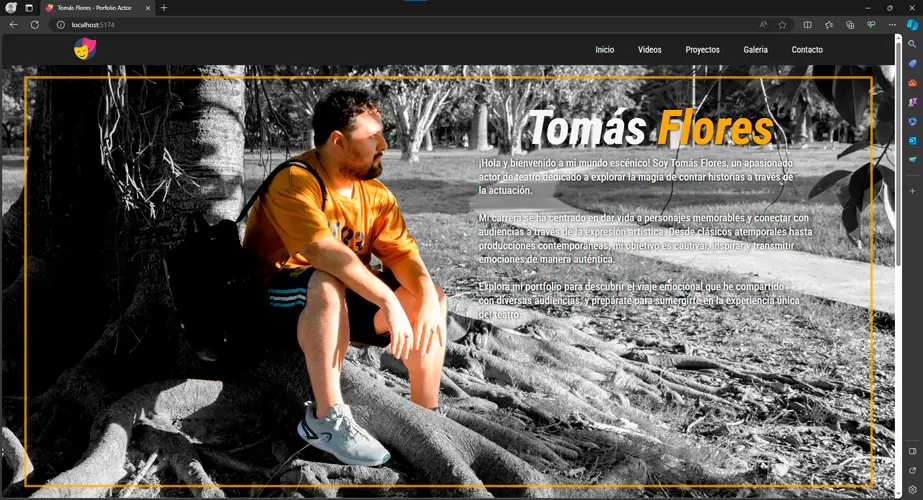 Tomás Flores - Porfolio Actor
localhost:5174
Inicio Videos Proyectos Galeria Contacto
Tomás Flores
¡Hola y bienvenido a mi mundo escénico! Soy Tomás Flores, un apasionado
actor de teatro dedicado a explorar la magia de contar historias a través de
la actuación.
Mi carrera se ha centrado en dar vida a personajes memorables y conectar con
audiencias a través de la expresión artística. Desde clásicos atemporales hasta
producciones contemporáneas, mi objetivo es cautivar, inspirar y transmitir
emociones de manera auténtica.
Explora mi portfolio para descubrir el viaje emocional que he compartido
con diversas audiencias, y prepárate para sumergirte en la experiencia única
del teatro.